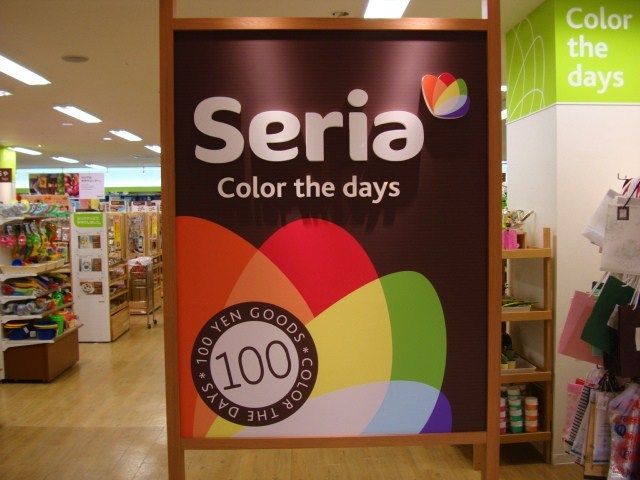 Seria
Color the days
*100 YEN GOODS*
COLOR THE DAYS
100
Color
the
days